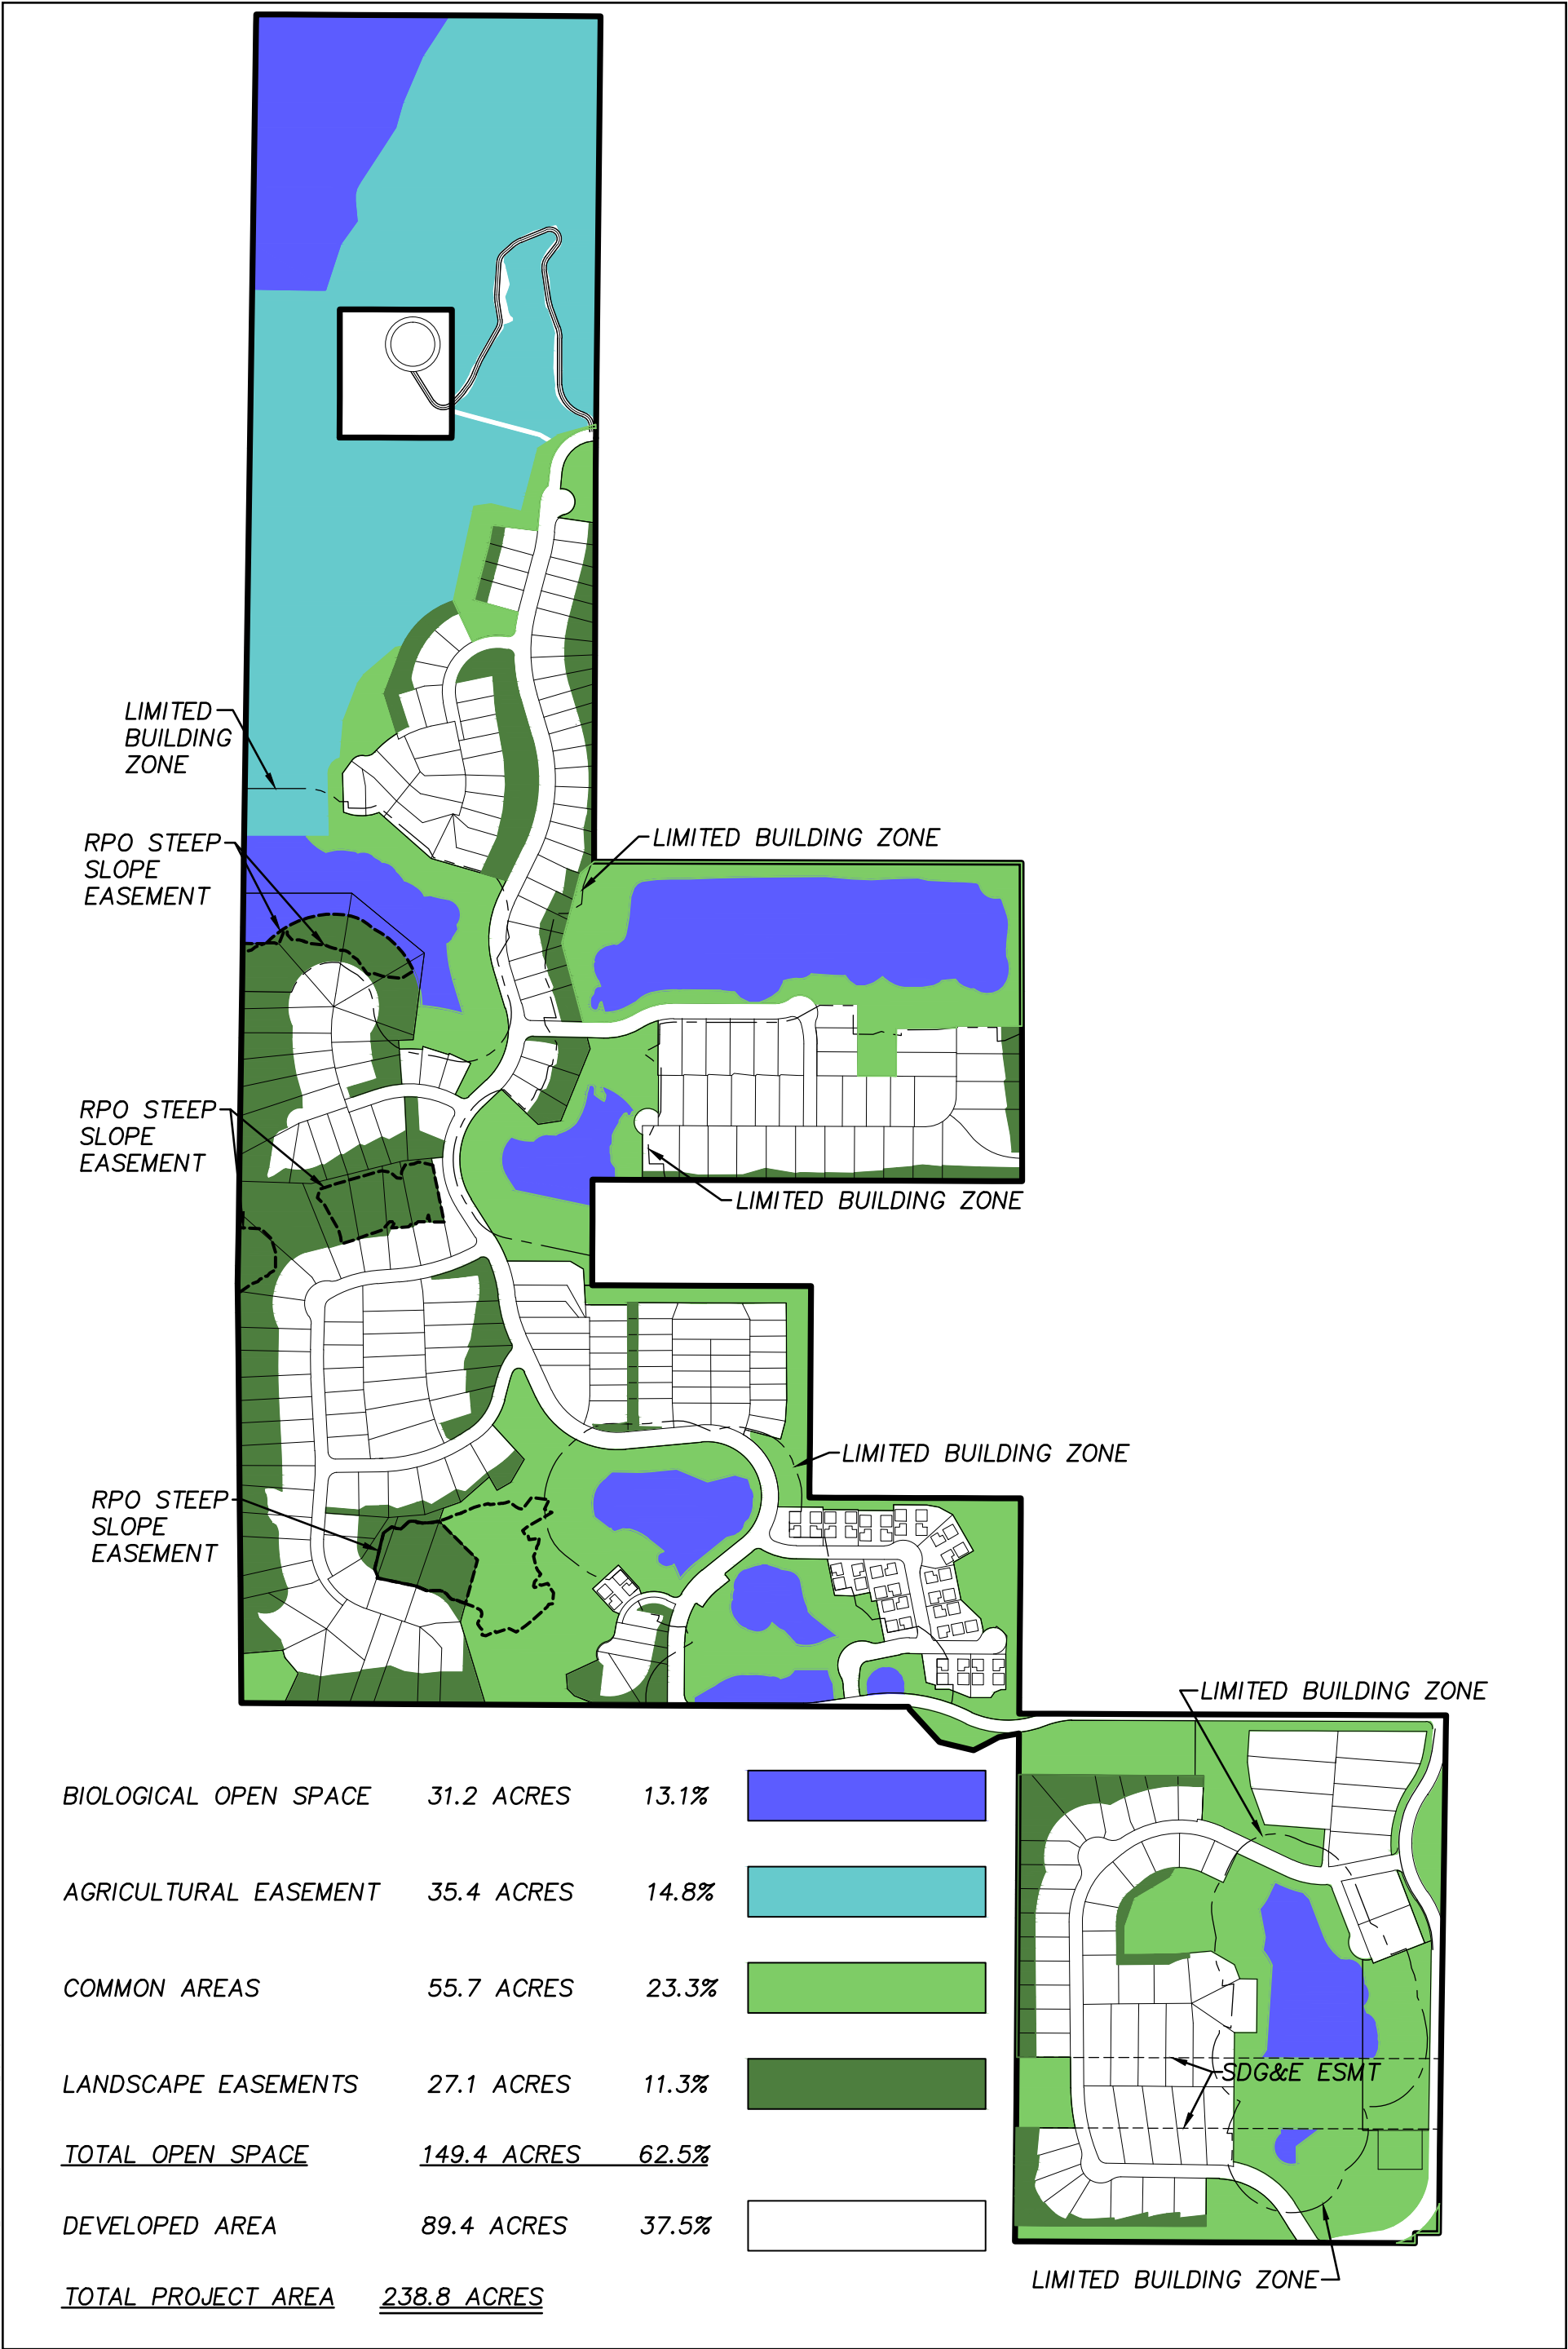 LIMITED
BUILDING
ZONE
RPO STEEP
SLOPE
EASEMENT
LIMITED BUILDING ZONE
RPO STEEP
SLOPE
EASEMENT
LIMITED BUILDING ZONE
LIMITED BUILDING ZONE
RPO STEEP
SLOPE
EASEMENT
LIMITED BUILDING ZONE
BIOLOGICAL OPEN SPACE 31.2 ACRES 13.1%
AGRICULTURAL EASEMENT 35.4 ACRES 14.8%
COMMON AREAS 55.7 ACRES 23.3%
LANDSCAPE EASEMENTS 27.1 ACRES 11.3%
SDG&E ESMT
TOTAL OPEN SPACE 149.4 ACRES 62.5%
DEVELOPED AREA 89.4 ACRES 37.5%
LIMITED BUILDING ZONE
TOTAL PROJECT AREA 238.8 ACRES